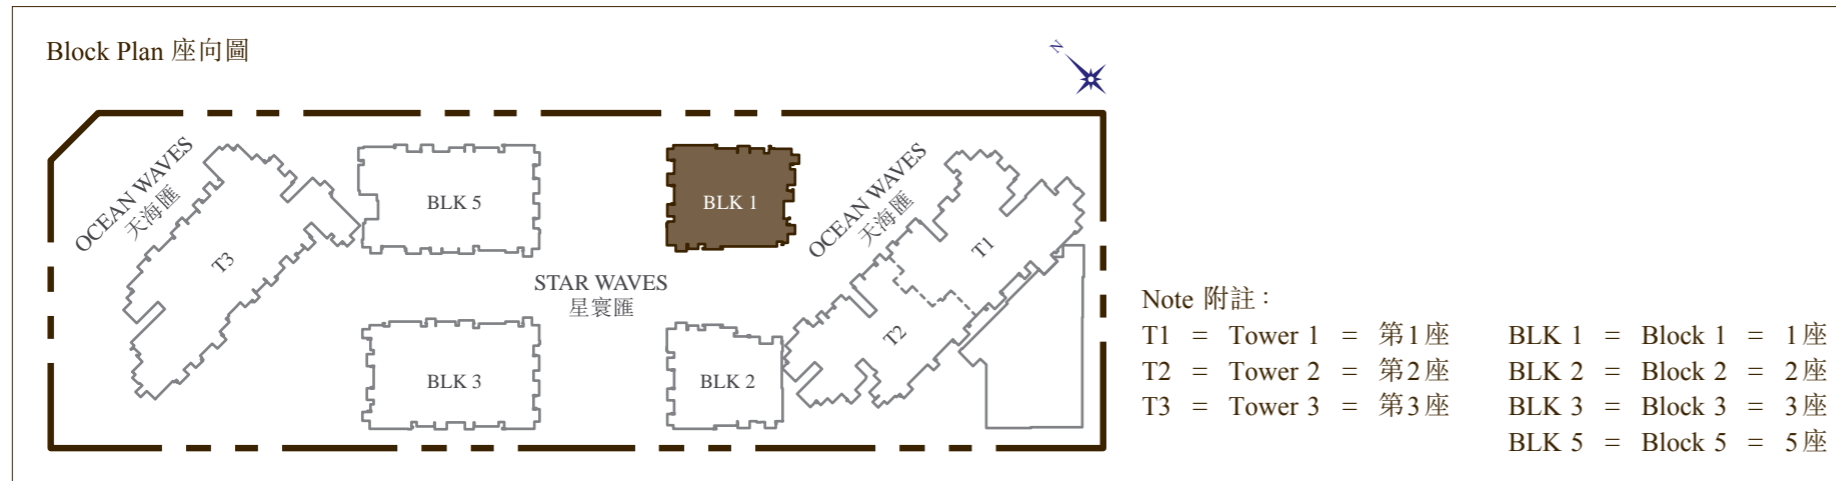 Block Plan 座向圖
N
OCEAN WAVES
天海匯
T3
BLK 5
BLK 1
OCEAN WAVES
天海匯
T1
STAR WAVES
星寰匯
T2
BLK 3
BLK 2
Note 附註：
T1 = Tower 1 = 第1座 BLK 1 = Block 1 = 1座
T2 = Tower 2 = 第2座 BLK 2 = Block 2 = 2座
T3 = Tower 3 = 第3座 BLK 3 = Block 3 = 3座
BLK 5 = Block 5 = 5座